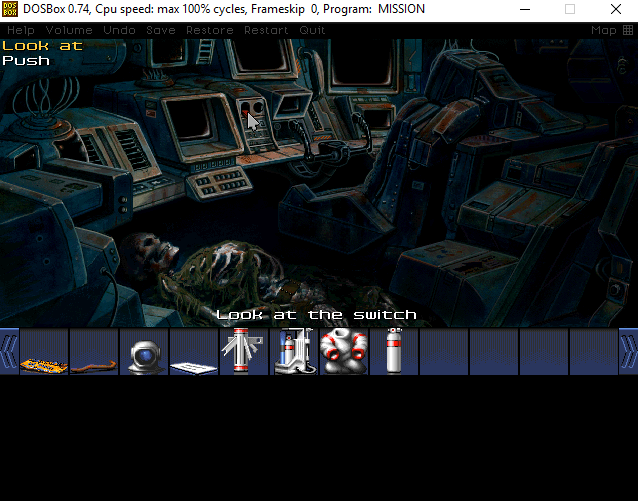 DOSBox 0.74, Cpu speed: max 100% cycles, Frameskip 0, Program: MISSION
Help Volume Undo Save Restore Restart Quit Map
Look at
Push
Look at the switch